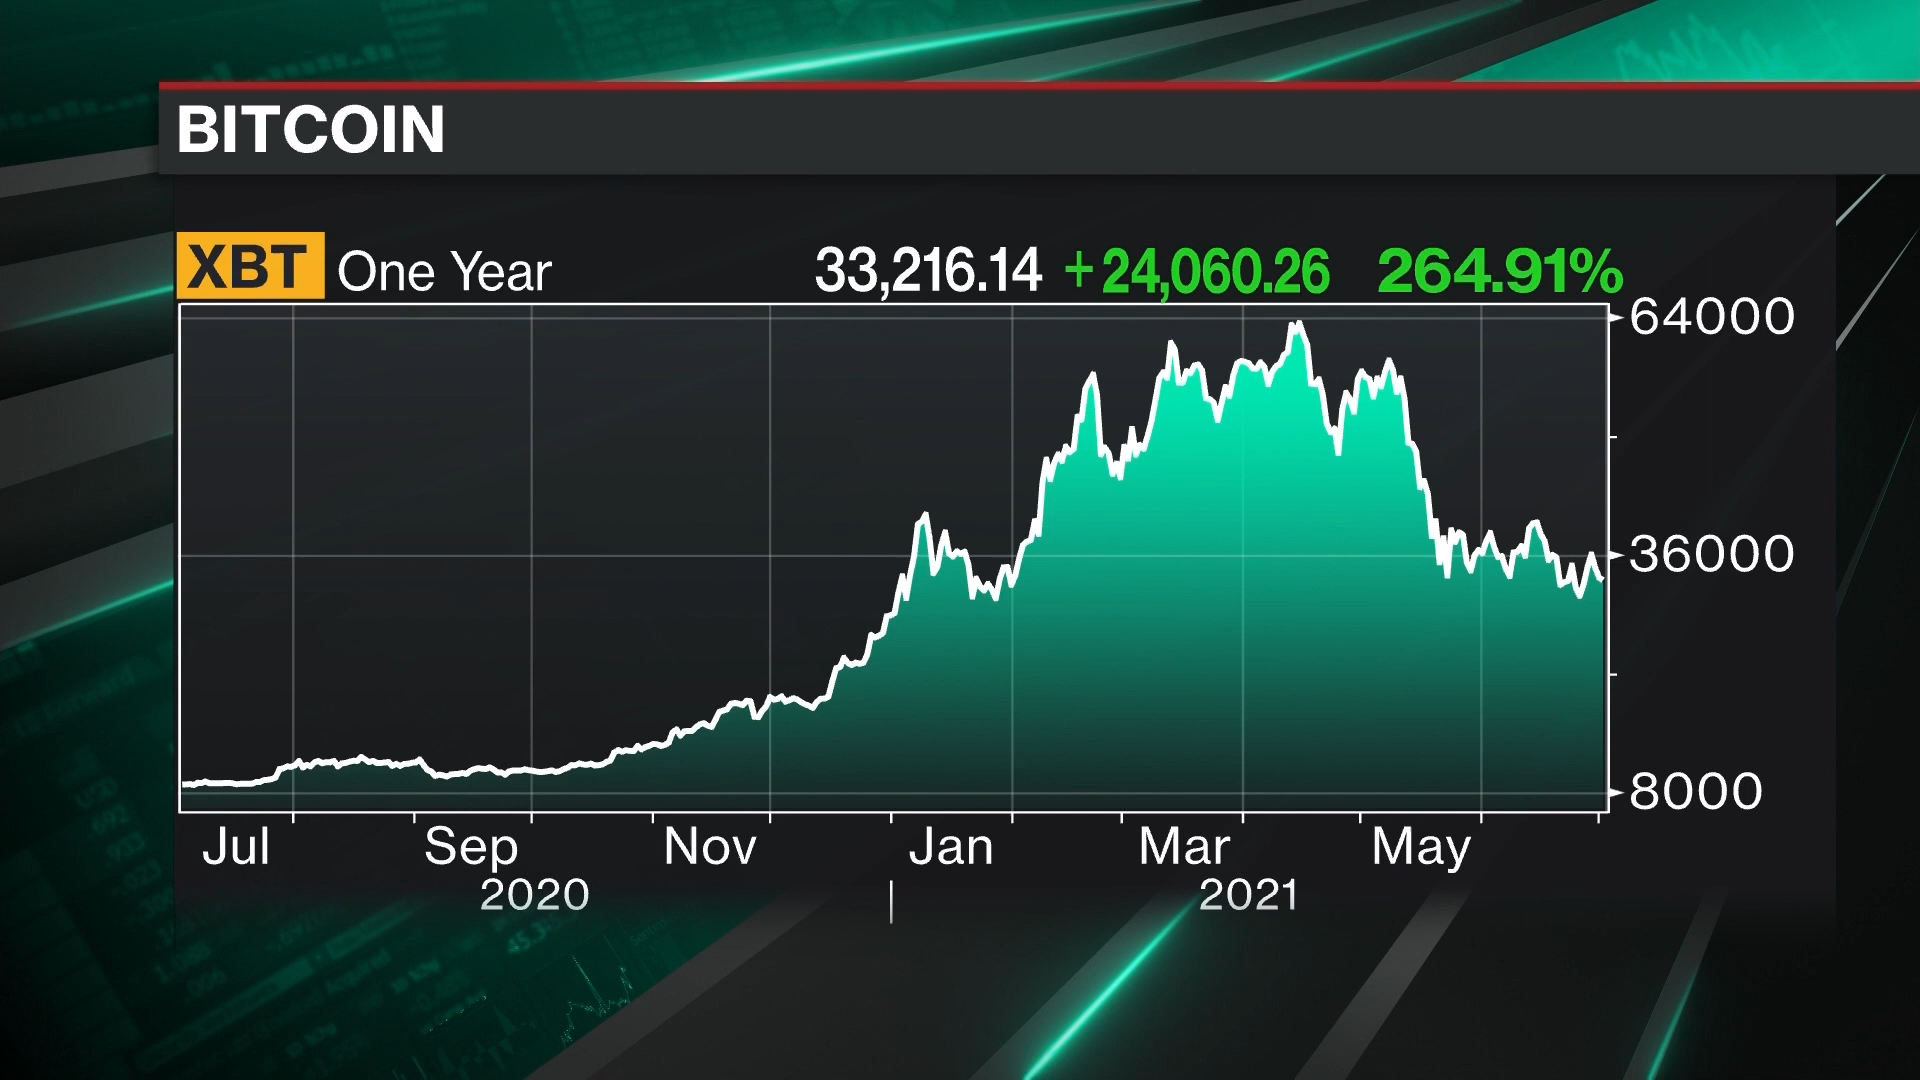 BITCOIN
XBT One Year 33,216.14 +24,060.26 264.91%
64000
36000
8000
Jul Sep Nov Jan Mar May
2020 | 2021